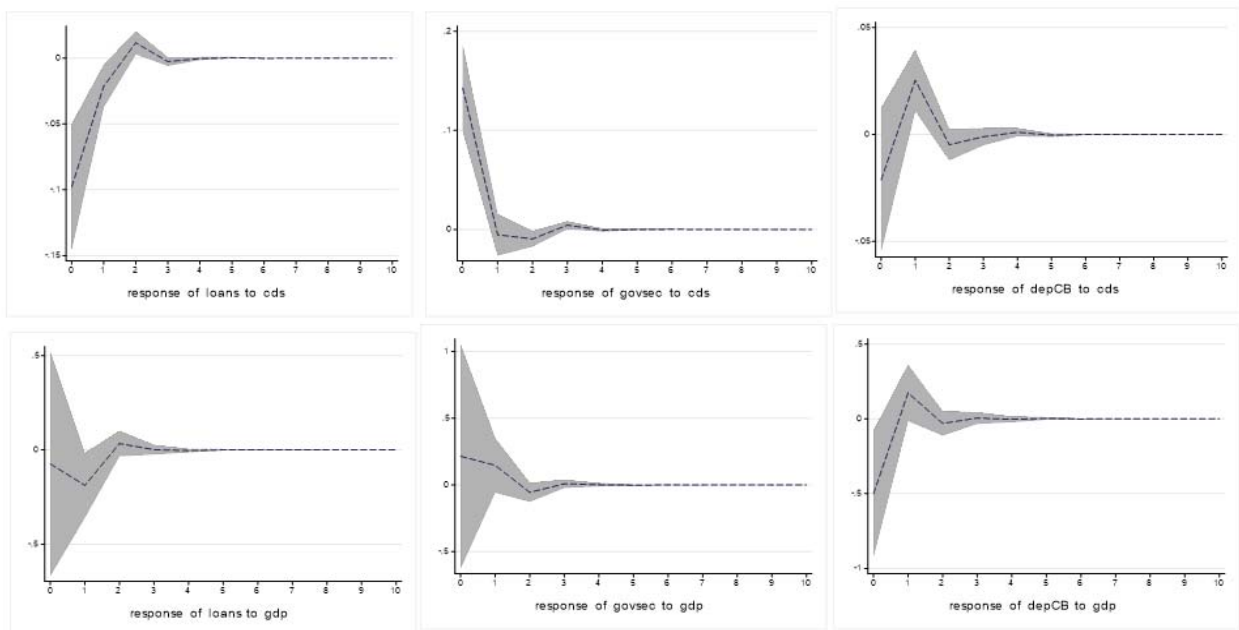 0
-.05
-.1
-.15
0 1 2 3 4 5 6 7 8 9 10
response of loans to cds
.2
.1
0
0 1 2 3 4 5 6 7 8 9 10
response of govsec to cds
.05
0
-.05
0 1 2 3 4 5 6 7 8 9 10
response of depCB to cds
.5
0
-.5
0 1 2 3 4 5 6 7 8 9 10
response of loans to gdp
1
.5
0
-.5
0 1 2 3 4 5 6 7 8 9 10
response of govsec to gdp
.5
0
-.5
-1
0 1 2 3 4 5 6 7 8 9 10
response of depCB to gdp